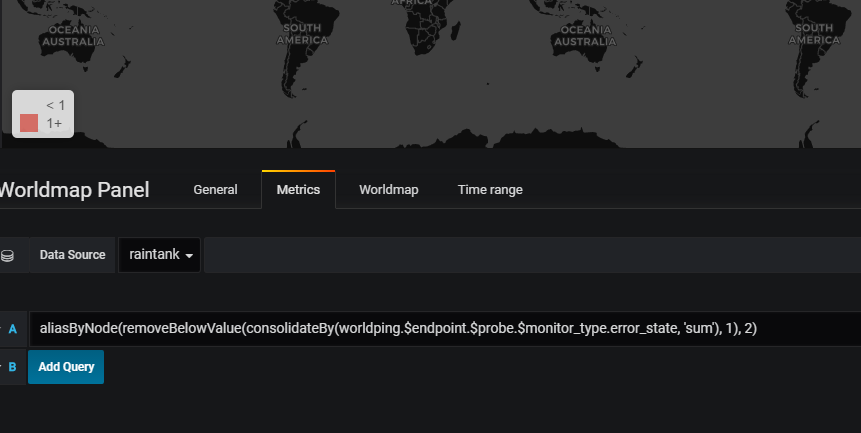 AFRICA
OCEANIA
AUSTRALIA
SOUTH
AMERICA
OCEANIA
AUSTRALIA
SOUTH
AMERICA
< 1
1+
Worldmap Panel
General
Metrics
Worldmap
Time range
Data Source
raintank
A
aliasByNode(removeBelowValue(consolidateBy(worldping.$endpoint.$probe.$monitor_type.error_state, 'sum'), 1), 2)
B
Add Query